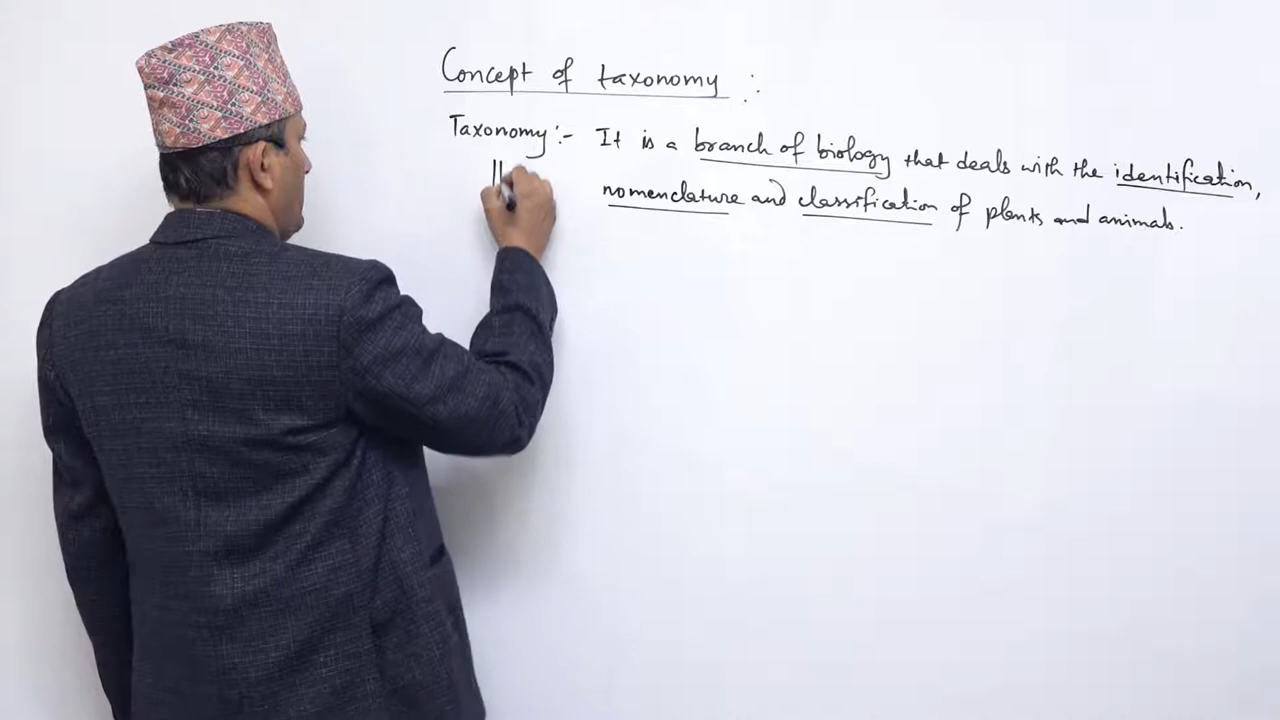 Concept of taxonomy :
Taxonomy :- It is a branch of biology that deals with the identification,
nomenclature and classification of plants and animals.